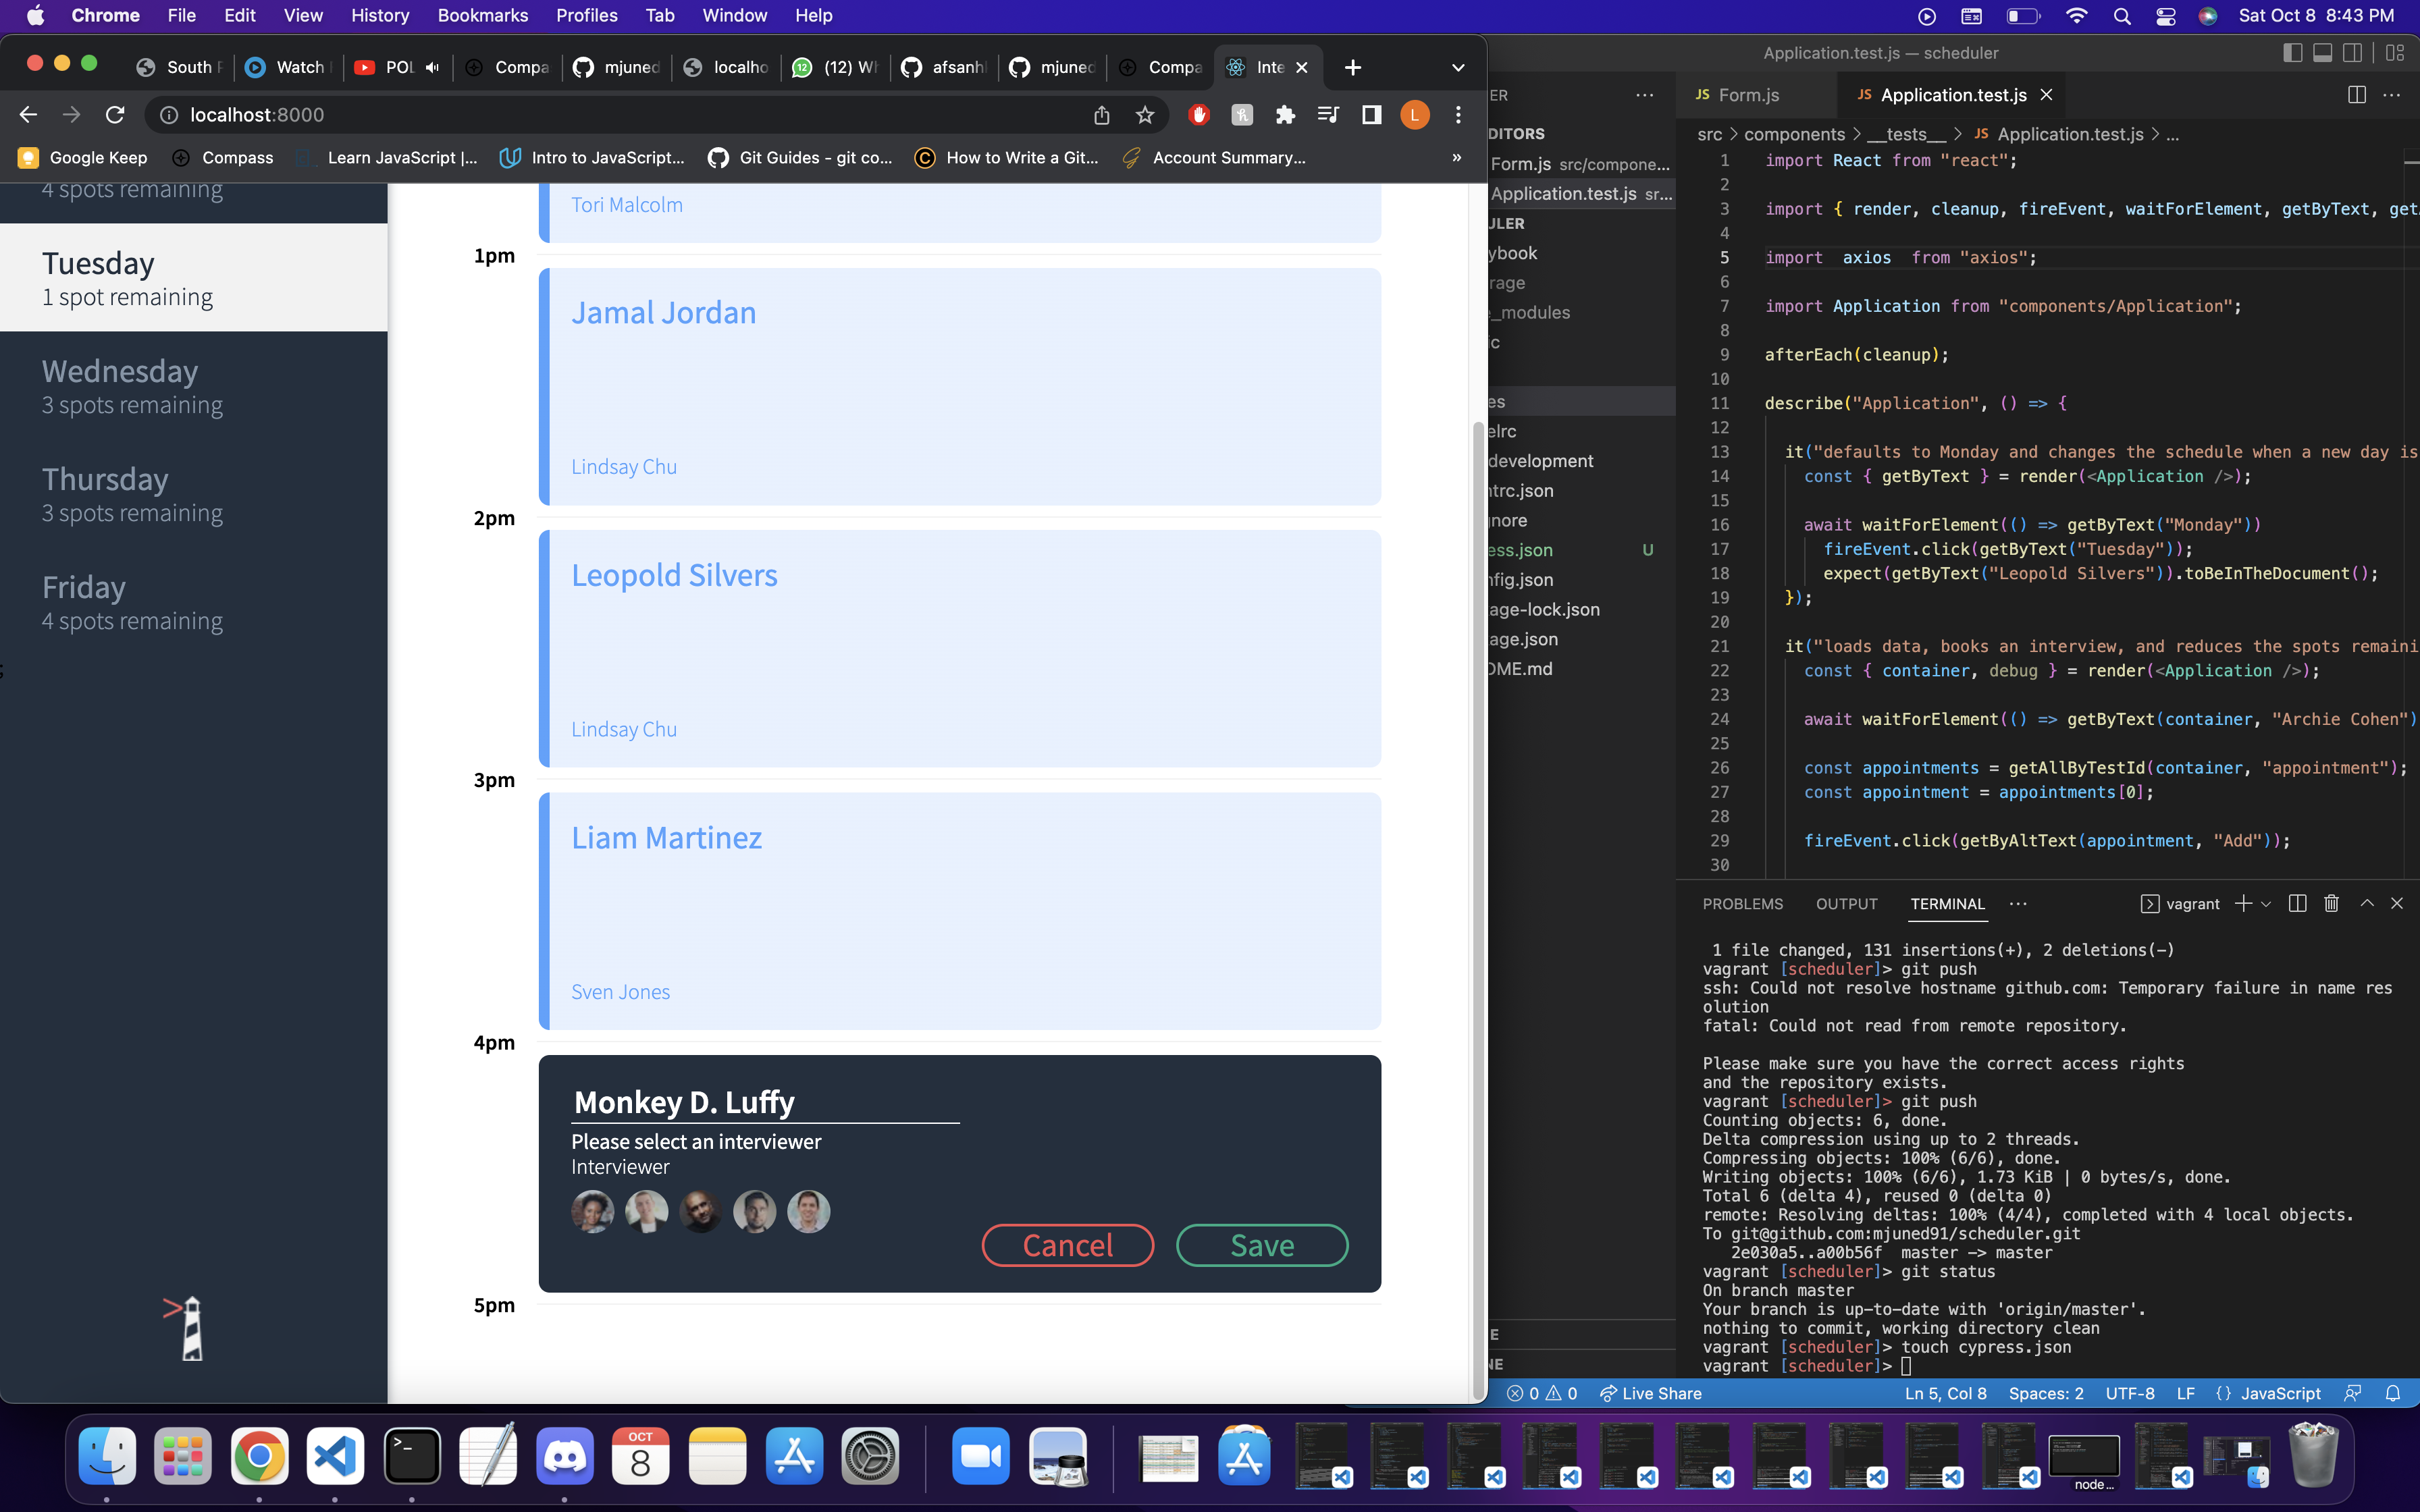 Chrome File Edit View History Bookmarks Profiles Tab Window Help
Sat Oct 8 8:43 PM
South Watch POL Compa mjuned localho (12) W afsanh mjuned Compa Inte
localhost:8000
L
Google Keep Compass Learn JavaScript |... Intro to JavaScript... Git Guides - git co... How to Write a Git... Account Summary... »
4 spots remaining
Tuesday
1 spot remaining
Wednesday
3 spots remaining
Thursday
3 spots remaining
Friday
4 spots remaining
;
Tori Malcolm
1pm
Jamal Jordan
Lindsay Chu
2pm
Leopold Silvers
Lindsay Chu
3pm
Liam Martinez
Sven Jones
4pm
Monkey D. Luffy
Please select an interviewer
Interviewer
Cancel Save
5pm
Application.test.js — scheduler
ER ...
DITORS
Form.js src/compone...
Application.test.js sr...
ULER
ybook
rage
_modules
ic
es
elrc
development
ntrc.json
nore
ess.json U
nfig.json
age-lock.json
age.json
OME.md
E
NE
JS Form.js JS Application.test.js
src > components > __tests__ > JS Application.test.js > ...
1 import React from "react";
2
3 import { render, cleanup, fireEvent, waitForElement, getByText, get
4
5 import  axios  from "axios";
6
7 import Application from "components/Application";
8
9 afterEach(cleanup);
10
11 describe("Application", () => {
12
13 it("defaults to Monday and changes the schedule when a new day is
14 const { getByText } = render(<Application />);
15
16 await waitForElement(() => getByText("Monday"))
17 fireEvent.click(getByText("Tuesday"));
18 expect(getByText("Leopold Silvers")).toBeInTheDocument();
19 });
20
21 it("loads data, books an interview, and reduces the spots remaini
22 const { container, debug } = render(<Application />);
23
24 await waitForElement(() => getByText(container, "Archie Cohen")
25
26 const appointments = getAllByTestId(container, "appointment");
27 const appointment = appointments[0];
28
29 fireEvent.click(getByAltText(appointment, "Add"));
30
PROBLEMS OUTPUT TERMINAL ... vagrant
1 file changed, 131 insertions(+), 2 deletions(-)
vagrant [scheduler]> git push
ssh: Could not resolve hostname github.com: Temporary failure in name res
olution
fatal: Could not read from remote repository.
Please make sure you have the correct access rights
and the repository exists.
vagrant [scheduler]> git push
Counting objects: 6, done.
Delta compression using up to 2 threads.
Compressing objects: 100% (6/6), done.
Writing objects: 100% (6/6), 1.73 KiB | 0 bytes/s, done.
Total 6 (delta 4), reused 0 (delta 0)
remote: Resolving deltas: 100% (4/4), completed with 4 local objects.
To git@github.com:mjuned91/scheduler.git
2e030a5..a00b56f  master -> master
vagrant [scheduler]> git status
On branch master
Your branch is up-to-date with 'origin/master'.
nothing to commit, working directory clean
vagrant [scheduler]> touch cypress.json
vagrant [scheduler]>
0 0 Live Share Ln 5, Col 8 Spaces: 2 UTF-8 LF {} JavaScript
OCT
8
node...